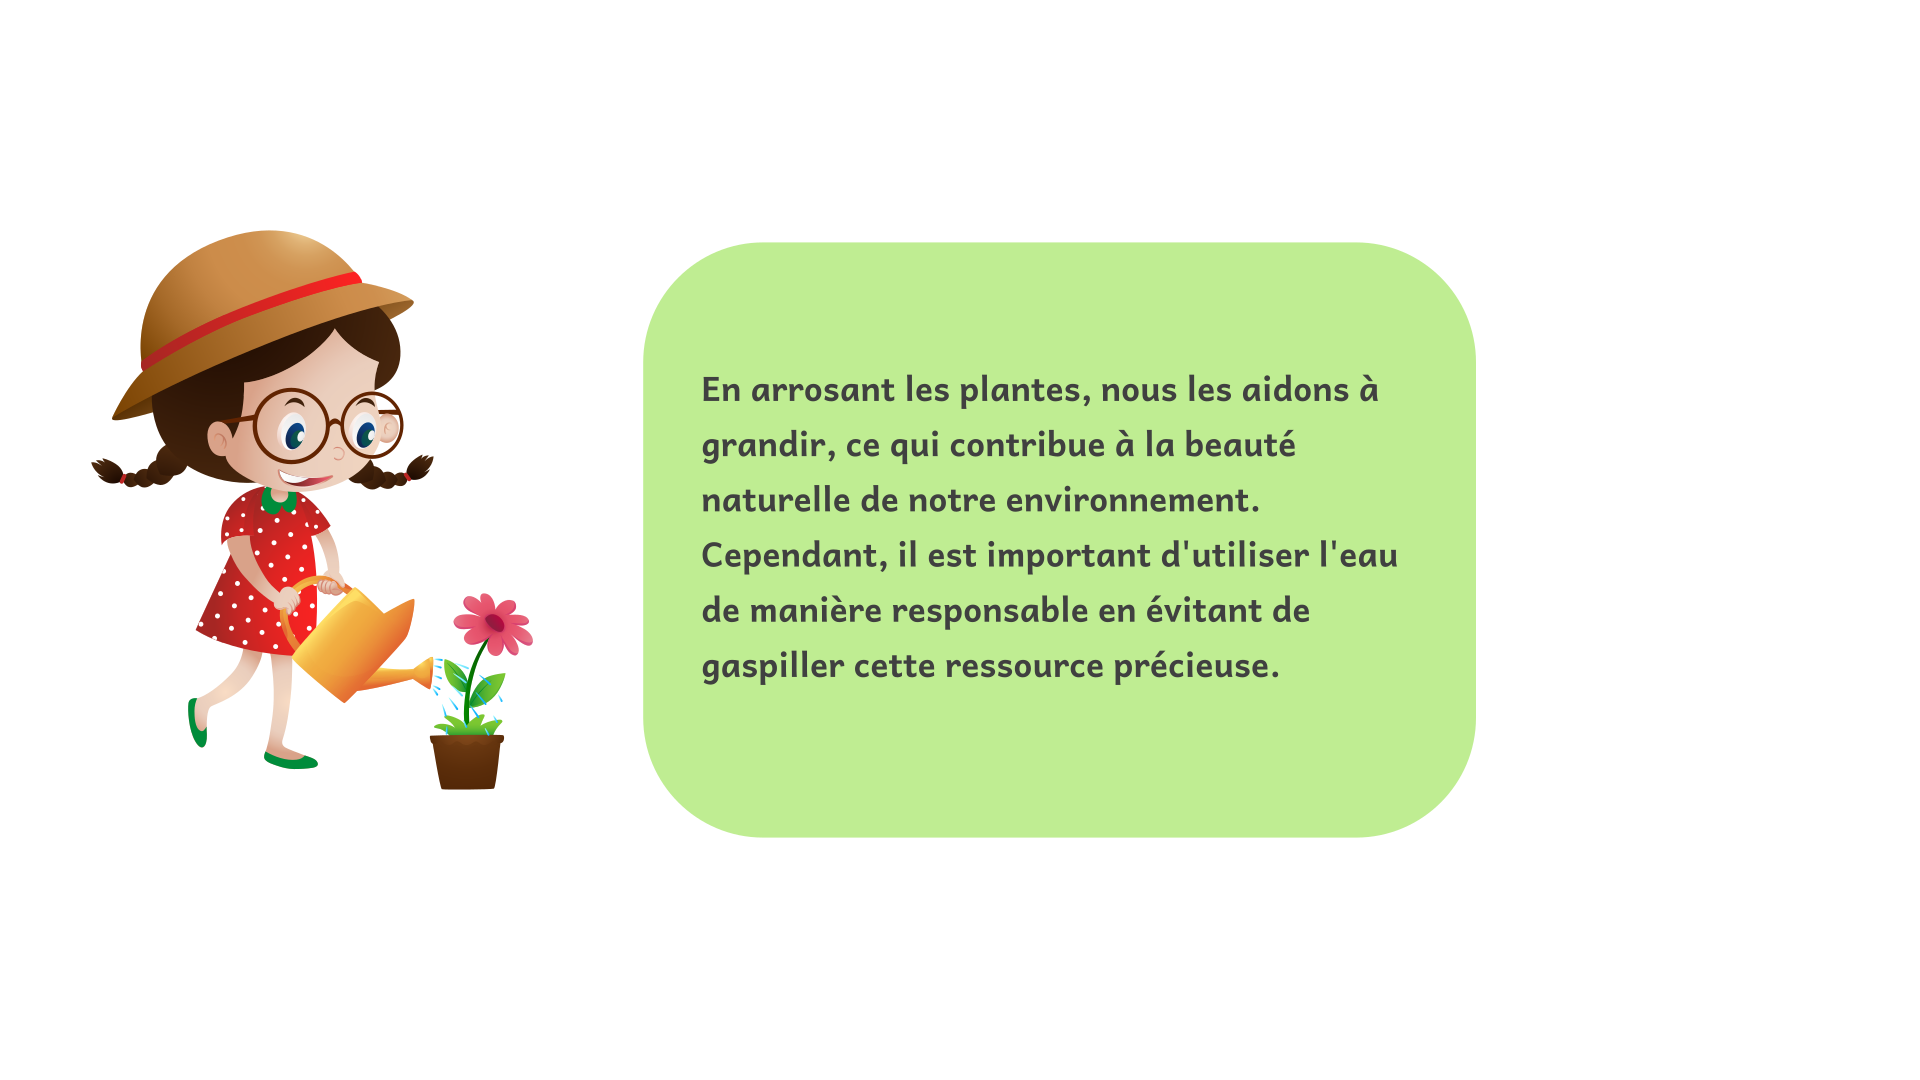 En arrosant les plantes, nous les aidons à
grandir, ce qui contribue à la beauté
naturelle de notre environnement.
Cependant, il est important d'utiliser l'eau
de manière responsable en évitant de
gaspiller cette ressource précieuse.